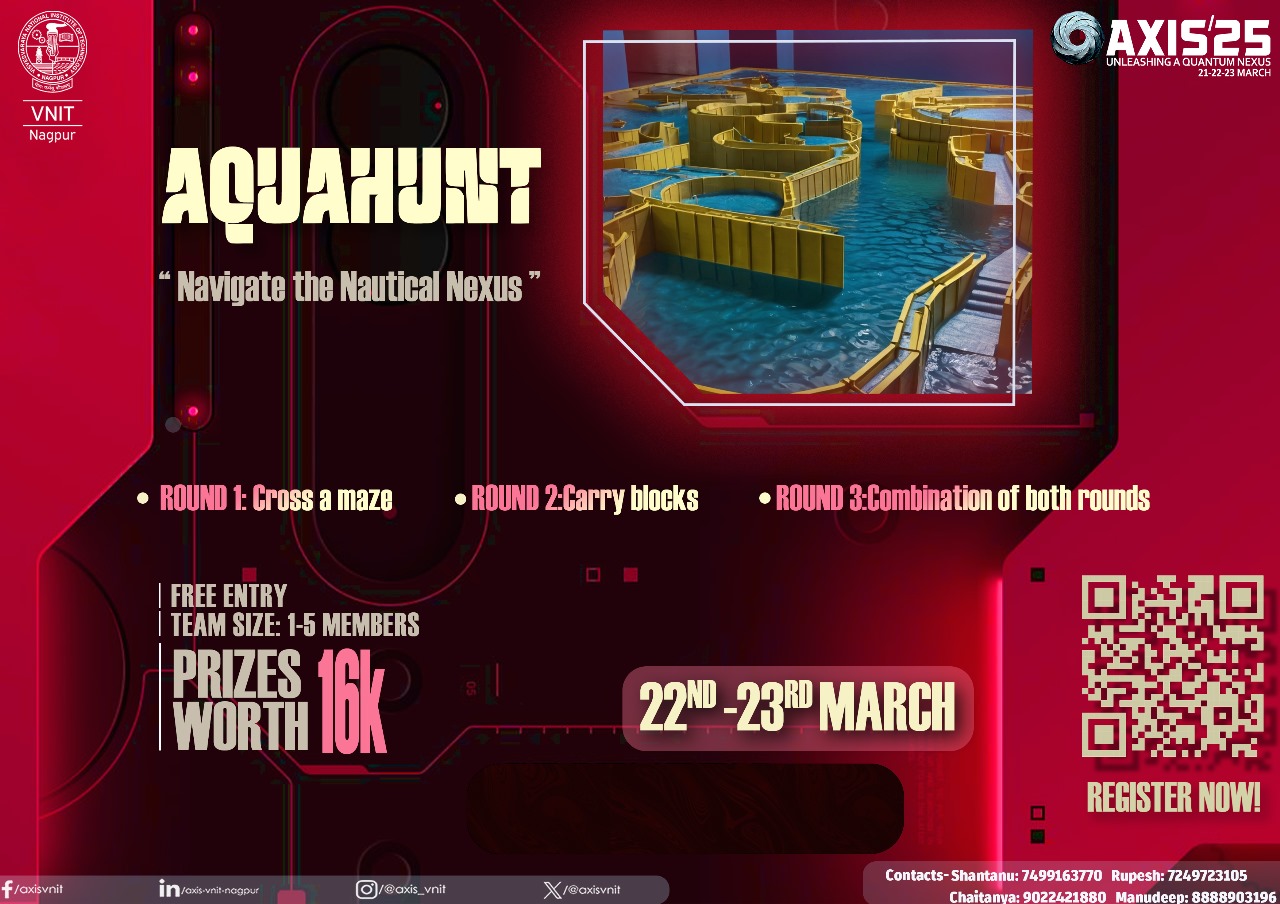 VNIT
Nagpur
AXIS'25
UNLEASHING A QUANTUM NEXUS
21-22-23 MARCH
AQUAHUNT
“ Navigate the Nautical Nexus ”
• ROUND 1: Cross a maze
• ROUND 2:Carry blocks
• ROUND 3:Combination of both rounds
FREE ENTRY
TEAM SIZE: 1-5 MEMBERS
PRIZES WORTH 16k
22ND -23RD MARCH
REGISTER NOW!
/axisvnit
/axis-vnit-nagpur
/@axis_vnit
/@axisvnit
Contacts- Shantanu: 7499163770 Rupesh: 7249723105
Chaitanya: 9022421880 Manudeep: 8888903196